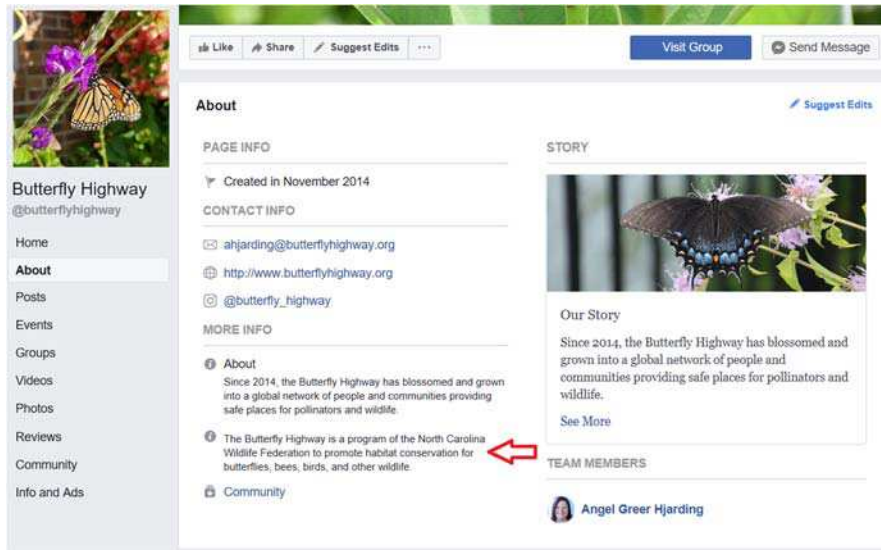 Like
Share
Suggest Edits
...
Visit Group
Send Message
Butterfly Highway
@butterflyhighway
Home
About
Posts
Events
Groups
Videos
Photos
Reviews
Community
Info and Ads
About
Suggest Edits
PAGE INFO
Created in November 2014
CONTACT INFO
ahjarding@butterflyhighway.org
http://www.butterflyhighway.org
@butterfly_highway
MORE INFO
About
Since 2014, the Butterfly Highway has blossomed and grown
into a global network of people and communities providing
safe places for pollinators and wildlife.
The Butterfly Highway is a program of the North Carolina
Wildlife Federation to promote habitat conservation for
butterflies, bees, birds, and other wildlife.
Community
STORY
Our Story
Since 2014, the Butterfly Highway has blossomed and
grown into a global network of people and
communities providing safe places for pollinators and
wildlife.
See More
TEAM MEMBERS
Angel Greer Hjarding